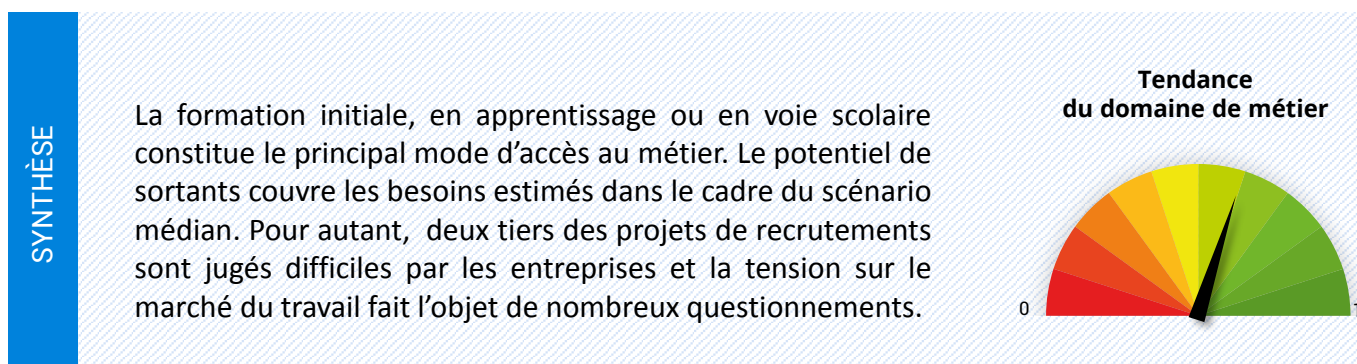 SYNTHÈSE
La formation initiale, en apprentissage ou en voie scolaire
constitue le principal mode d’accès au métier. Le potentiel de
sortants couvre les besoins estimés dans le cadre du scénario
médian. Pour autant, deux tiers des projets de recrutements
sont jugés difficiles par les entreprises et la tension sur le
marché du travail fait l’objet de nombreux questionnements.
Tendance
du domaine de métier
0